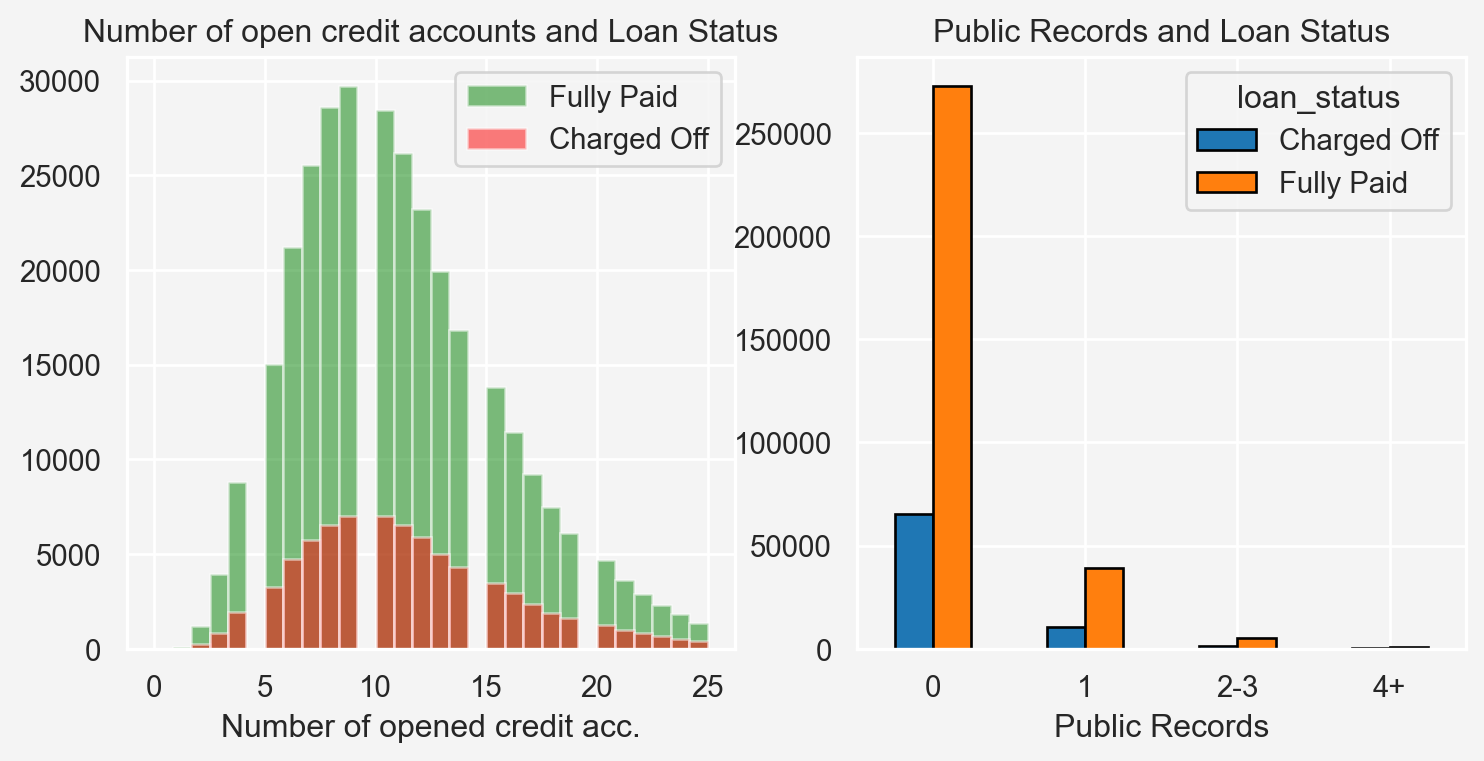 Number of open credit accounts and Loan Status
30000
25000
20000
15000
10000
5000
0
0 5 10 15 20 25
Number of opened credit acc.
Fully Paid
Charged Off
Public Records and Loan Status
250000
200000
150000
100000
50000
0
0 1 2-3 4+
Public Records
loan_status
Charged Off
Fully Paid